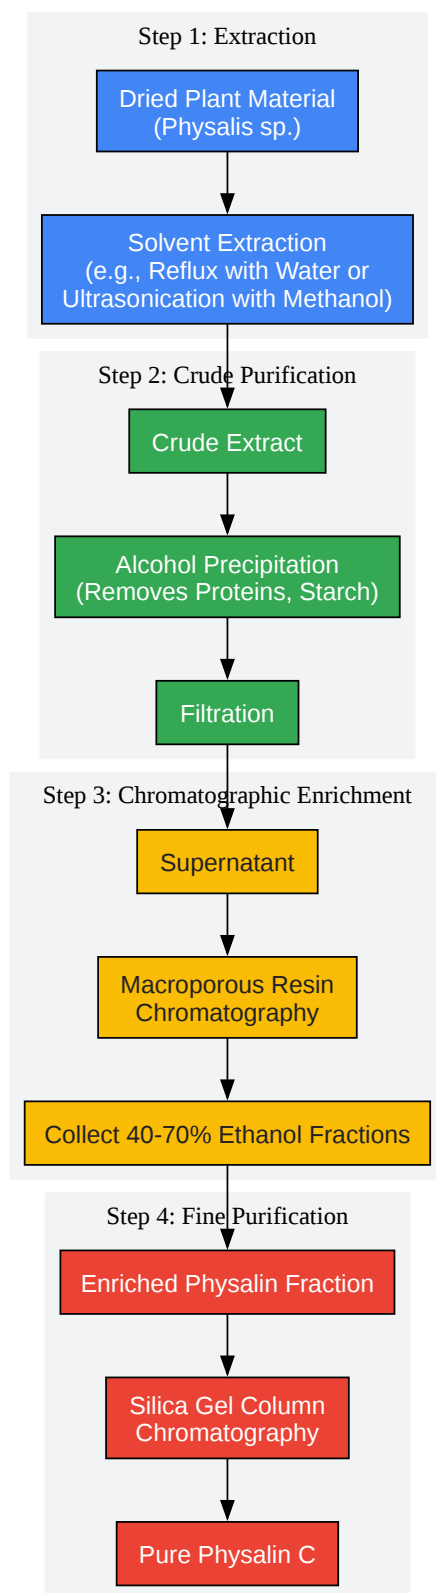 Step 1: Extraction
Dried Plant Material
(Physalis sp.)
Solvent Extraction
(e.g., Reflux with Water or
Ultrasonication with Methanol)
Step 2: Crude Purification
Crude Extract
Alcohol Precipitation
(Removes Proteins, Starch)
Filtration
Step 3: Chromatographic Enrichment
Supernatant
Macroporous Resin
Chromatography
Collect 40-70% Ethanol Fractions
Step 4: Fine Purification
Enriched Physalin Fraction
Silica Gel Column
Chromatography
Pure Physalin C